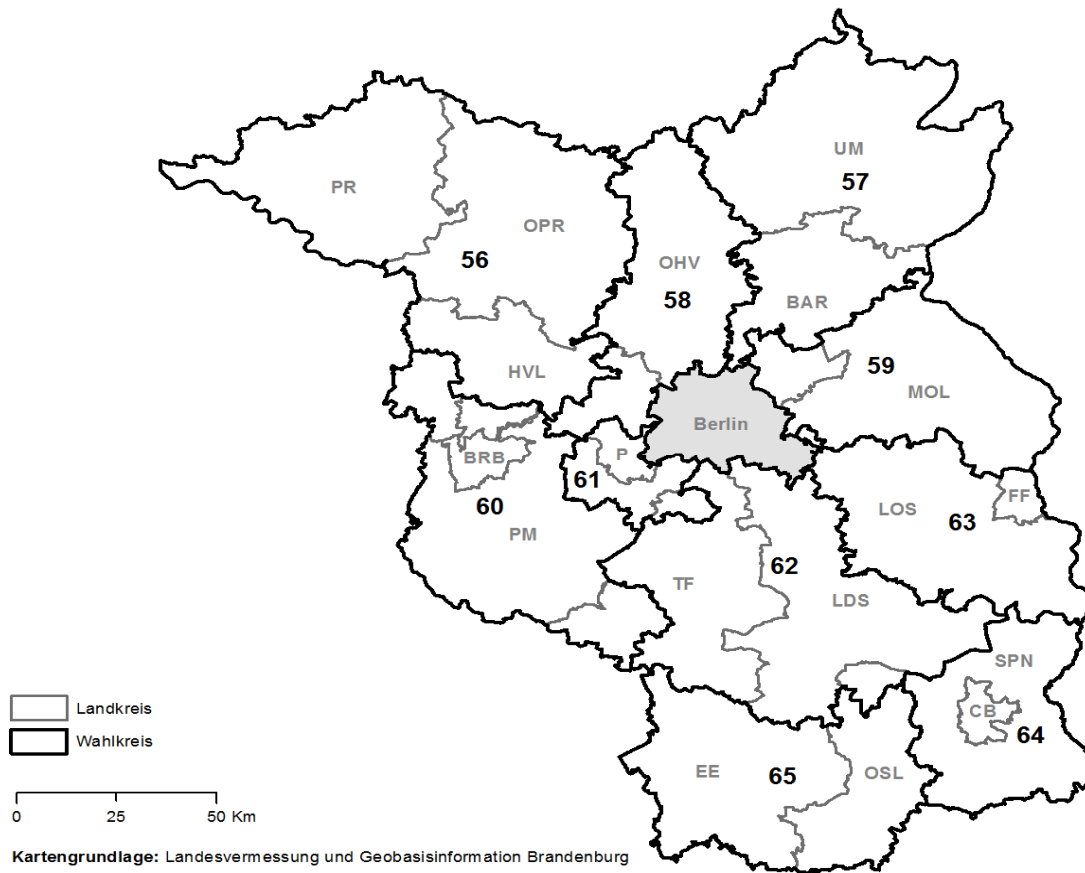 UM
57
PR
OPR
56
OHV
58
BAR
HVL
59
MOL
Berlin
BRB
P
61
60
PM
LOS
63
FF
62
TF
LDS
SPN
CB
64
EE
65
OSL
Landkreis
Wahlkreis
0 25 50 Km
Kartengrundlage: Landesvermessung und Geobasisinformation Brandenburg